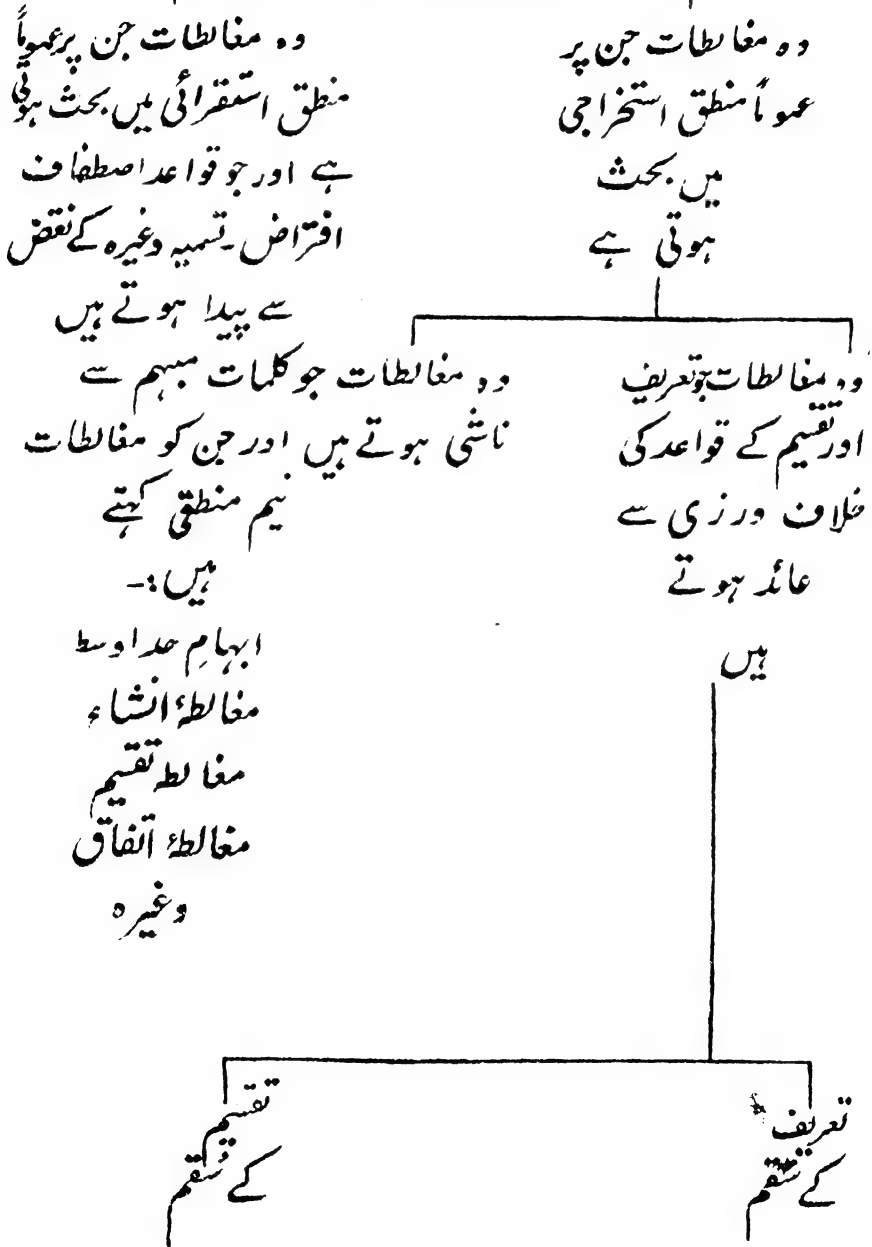 وہ مغالطات جن پر
عموماً منطق استخراجی
میں بحث
ہوتی ہے
وہ مغالطات جن پر عموماً
منطق استقرائی میں بحث ہوتی
ہے اور جو قواعد اصطفاف
افتراض ۔ تسمیہ وغیرہ کے نقض
سے پیدا ہوتے ہیں
وہ مغالطات جو تعریف
اور تقسیم کے قواعد کی
خلاف ورزی سے
عائد ہوتے
ہیں
وہ مغالطات جو کلمات مبہم سے
ناشی ہوتے ہیں اور جن کو مغالطات
نیم منطقی کہتے
ہیں :۔
ابہامِ حد اوسط
مغالطۂ انشاء
مغالطہ تقسیم
مغالطۂ اتفاق
وغیرہ
تعریف
کے سُقم
تقسیم
کے سُقم